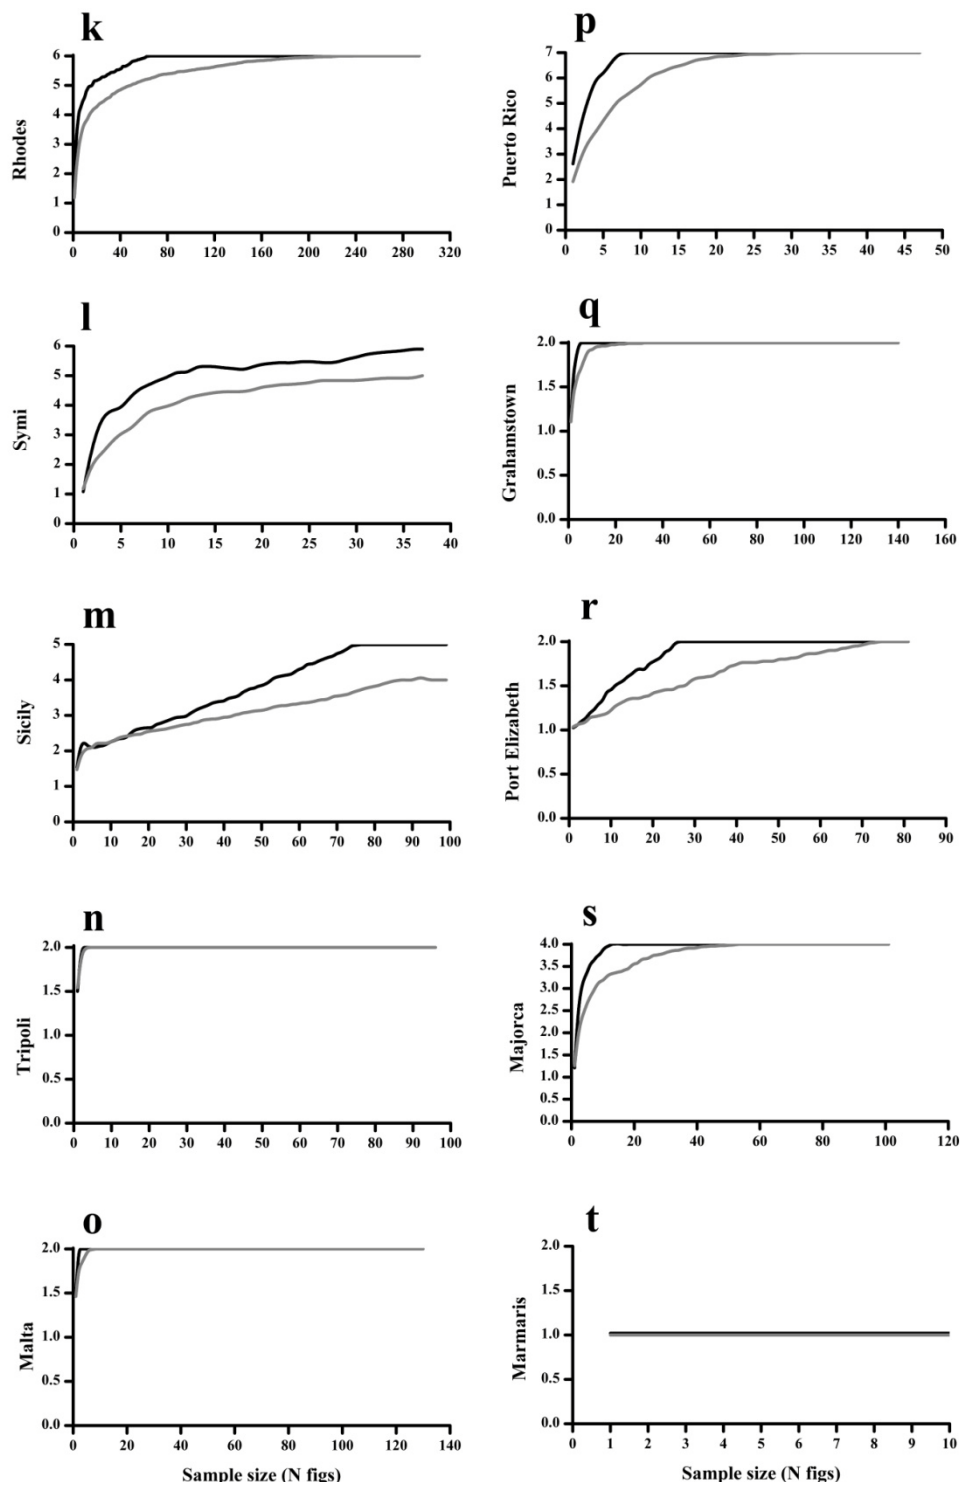 k
Rhodes
6
5
4
3
2
1
0
0 40 80 120 160 200 240 280 320
p
Puerto Rico
7
6
5
4
3
2
1
0
0 5 10 15 20 25 30 35 40 45 50
l
Symi
6
5
4
3
2
1
0
0 5 10 15 20 25 30 35 40
q
Grahamstown
2.0
1.5
1.0
0.5
0.0
0 20 40 60 80 100 120 140 160
m
Sicily
5
4
3
2
1
0
0 10 20 30 40 50 60 70 80 90 100
r
Port Elizabeth
2.0
1.5
1.0
0.5
0.0
0 10 20 30 40 50 60 70 80 90
n
Tripoli
2.0
1.5
1.0
0.5
0.0
0 10 20 30 40 50 60 70 80 90 100
s
Majorca
4.0
3.5
3.0
2.5
2.0
1.5
1.0
0.5
0.0
0 20 40 60 80 100 120
o
Malta
2.0
1.5
1.0
0.5
0.0
0 20 40 60 80 100 120 140
Sample size (N figs)
t
Marmaris
2.0
1.5
1.0
0.5
0.0
0 1 2 3 4 5 6 7 8 9 10
Sample size (N figs)